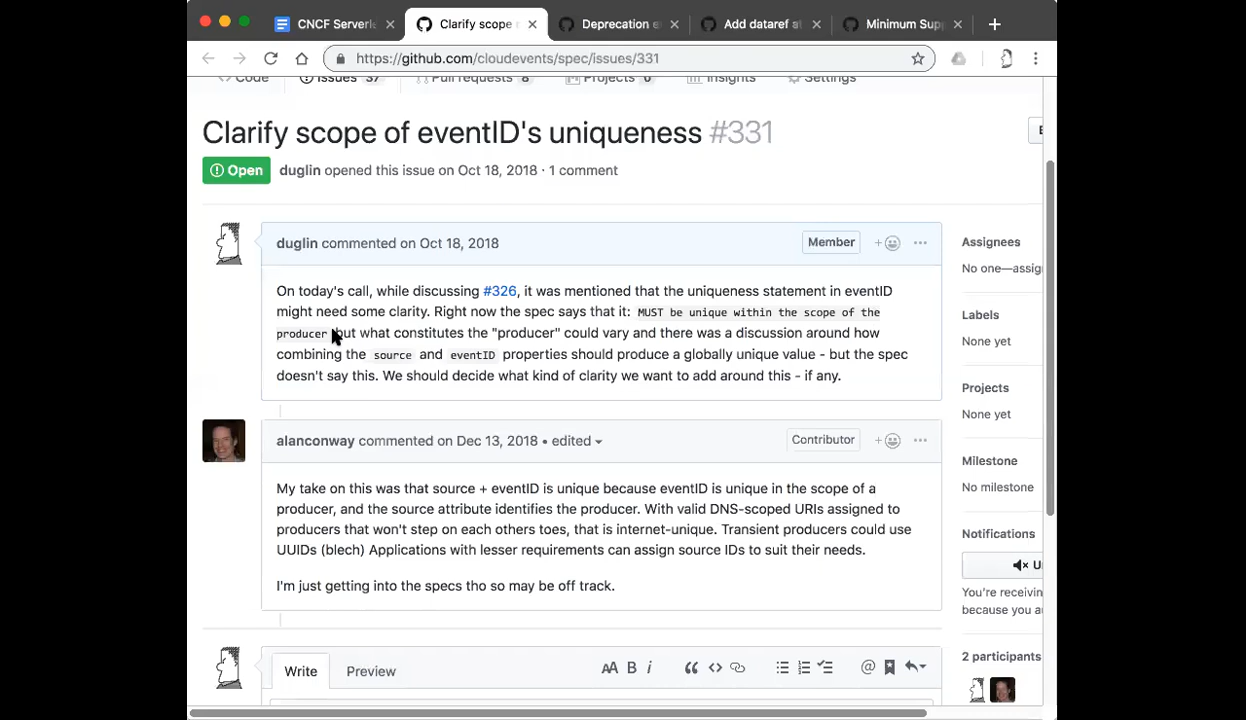 CNCF Serverl
Clarify scope
Deprecation
Add dataref a
Minimum Sup
https://github.com/cloudevents/spec/issues/331
Code
Issues 37
Pull requests 8
Projects 0
Insights
Settings
Clarify scope of eventID's uniqueness #331
Open
duglin opened this issue on Oct 18, 2018 · 1 comment
duglin commented on Oct 18, 2018
Member
On today's call, while discussing #326, it was mentioned that the uniqueness statement in eventID
might need some clarity. Right now the spec says that it: MUST be unique within the scope of the
producer but what constitutes the "producer" could vary and there was a discussion around how
combining the source and eventID properties should produce a globally unique value - but the spec
doesn't say this. We should decide what kind of clarity we want to add around this - if any.
alanconway commented on Dec 13, 2018 • edited
Contributor
My take on this was that source + eventID is unique because eventID is unique in the scope of a
producer, and the source attribute identifies the producer. With valid DNS-scoped URIs assigned to
producers that won't step on each others toes, that is internet-unique. Transient producers could use
UUIDs (blech) Applications with lesser requirements can assign source IDs to suit their needs.
I'm just getting into the specs tho so may be off track.
Write
Preview
AA B i
Assignees
No one—assig
Labels
None yet
Projects
None yet
Milestone
No milestone
Notifications
U
You're receivin
because you a
2 participants